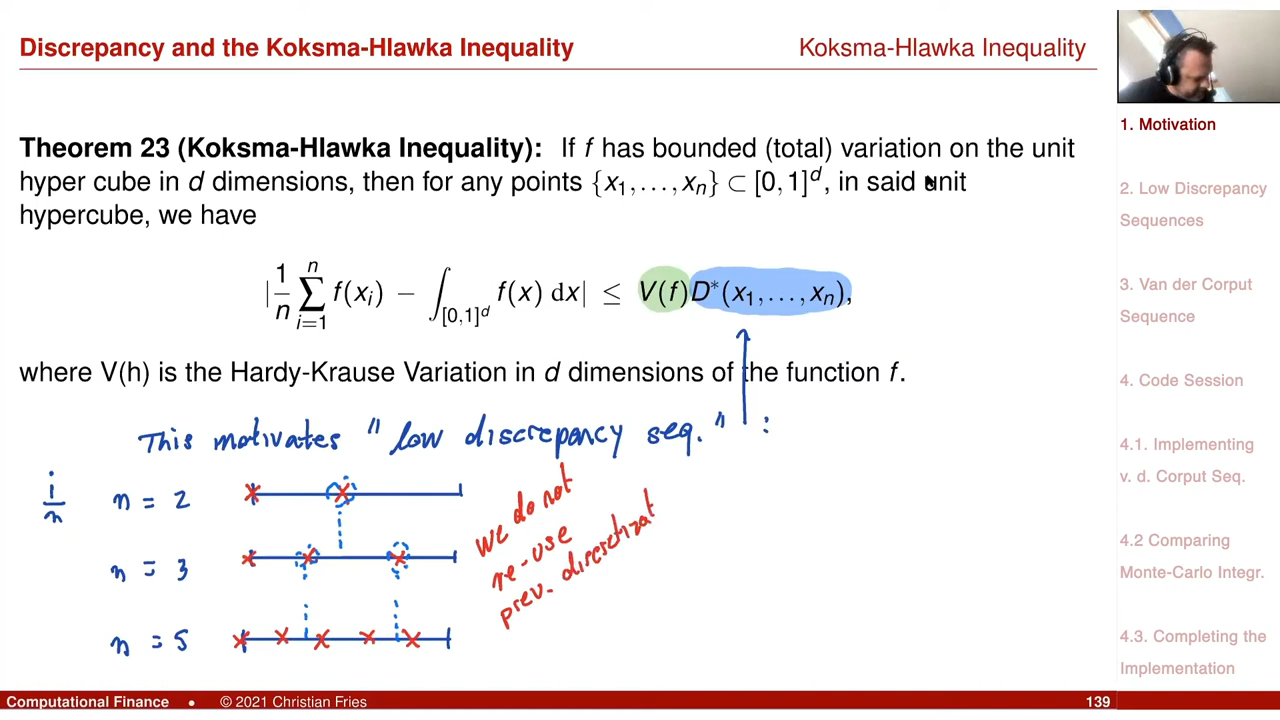 Discrepancy and the Koksma-Hlawka Inequality
Koksma-Hlawka Inequality
Theorem 23 (Koksma-Hlawka Inequality): If f has bounded (total) variation on the unit
hyper cube in d dimensions, then for any points {x₁,…,xₙ} ⊂ [0,1]ᵈ, in said unit
hypercube, we have
|1/n ∑ᵢ₌₁ⁿ f(xᵢ) − ∫_{[0,1]ᵈ} f(x) dx| ≤ V(f)D*(x₁,…,xₙ),
where V(h) is the Hardy-Krause Variation in d dimensions of the function f.
This motivates "low discrepancy seq." :
i/n
n = 2
n = 3
n = 5
we do not
re-use
prev. discretizat
1. Motivation
2. Low Discrepancy
Sequences
3. Van der Corput
Sequence
4. Code Session
4.1. Implementing
v. d. Corput Seq.
4.2 Comparing
Monte-Carlo Integr.
4.3. Completing the
Implementation
Computational Finance • © 2021 Christian Fries
139